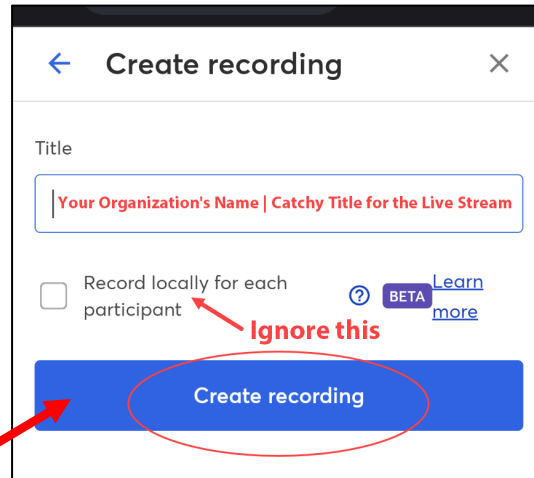 Create recording
Title
Your Organization's Name | Catchy Title for the Live Stream
Record locally for each
participant
BETA
Learn
more
Ignore this
Create recording